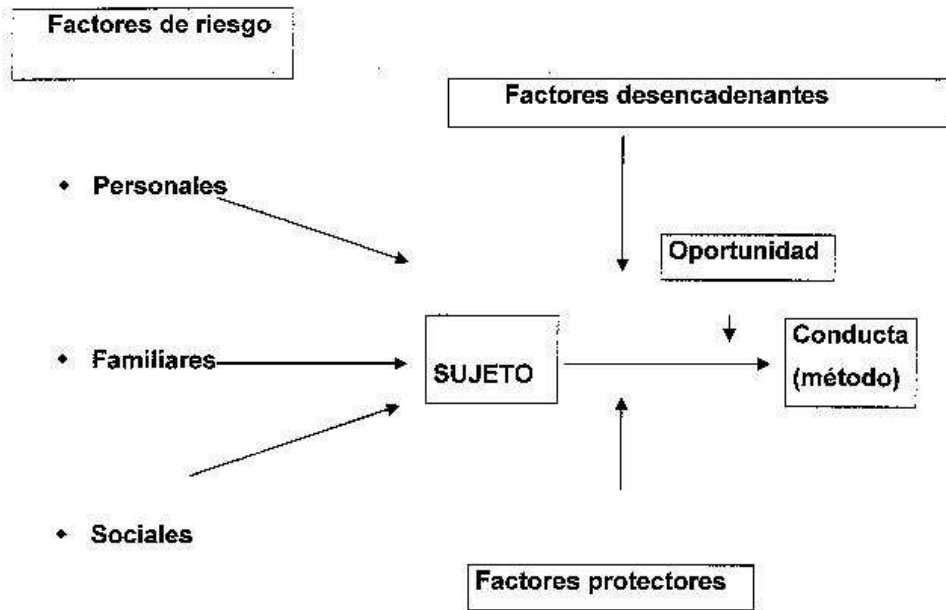 Factores de riesgo
Factores desencadenantes
• Personales
Oportunidad
• Familiares
SUJETO
Conducta
(método)
• Sociales
Factores protectores